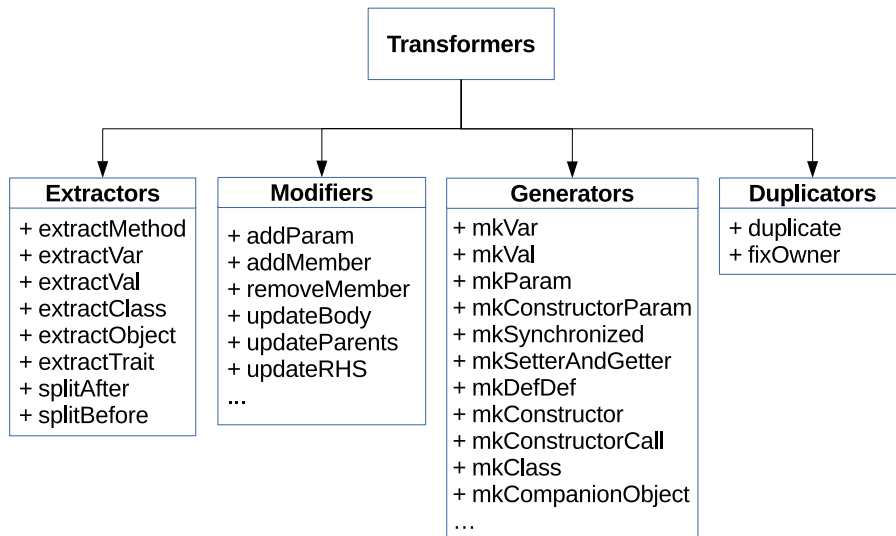 Transformers
Extractors
+ extractMethod
+ extractVar
+ extractVal
+ extractClass
+ extractObject
+ extractTrait
+ splitAfter
+ splitBefore
Modifiers
+ addParam
+ addMember
+ removeMember
+ updateBody
+ updateParents
+ updateRHS
...
Generators
+ mkVar
+ mkVal
+ mkParam
+ mkConstructorParam
+ mkSynchronized
+ mkSetterAndGetter
+ mkDefDef
+ mkConstructor
+ mkConstructorCall
+ mkClass
+ mkCompanionObject
...
Duplicators
+ duplicate
+ fixOwner